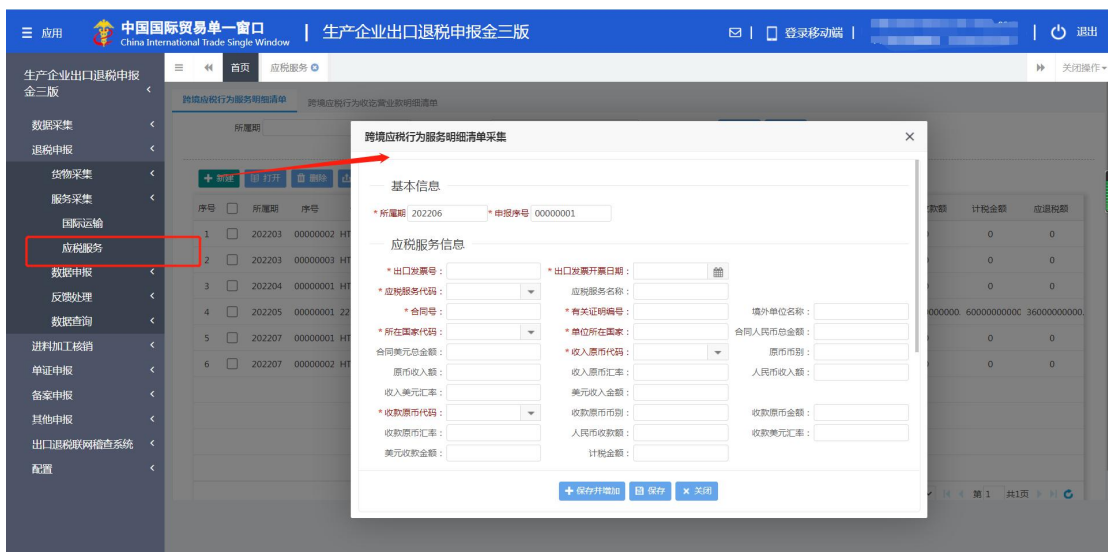 应用
中国国际贸易单一窗口
China International Trade Single Window
生产企业出口退税申报金三版
登录移动端
退出
生产企业出口退税申报
金三版
首页
应税服务
关闭操作
数据采集
退税申报
货物采集
服务采集
国际运输
应税服务
数据申报
反馈处理
数据查询
进料加工核销
单证申报
备案申报
其他申报
出口退税联网稽查系统
配置
跨境应税行为服务明细清单
跨境应税行为收讫营业款明细清单
所属期
新建 打开 删除
序号 所属期 序号
款额 计税金额 应退税额
1 202203 00000002 HT 0 0
2 202203 00000003 HT 0 0
3 202204 00000001 HT 0 0
4 202205 00000001 22 0000000. 60000000000 36000000000.
5 202207 00000001 HT 0 0
6 202207 00000002 HT 0 0
第 1 共1页
跨境应税行为服务明细清单采集
基本信息
*所属期 202206 *申报序号 00000001
应税服务信息
*出口发票号： *出口发票开票日期：
*应税服务代码： 应税服务名称：
*合同号： *有关证明编号： 境外单位名称：
*所在国家代码： *单位所在国家： 合同人民币总金额：
合同美元总金额： *收入原币代码： 原币币别：
原币收入额： 收入原币汇率： 人民币收入额：
收入美元汇率： 美元收入金额：
*收款原币代码： 收款原币币别： 收款原币金额：
收款原币汇率： 人民币收款额： 收款美元汇率：
美元收款金额： 计税金额：
保存并增加 保存 关闭